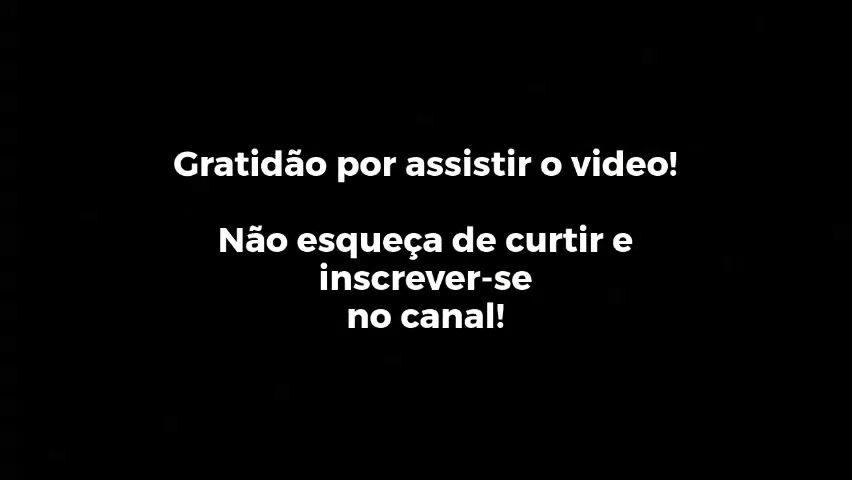 Gratidão por assistir o video!
Não esqueça de curtir e
inscrever-se
no canal!